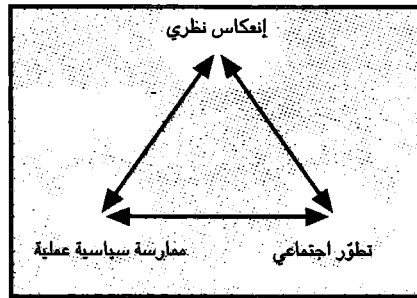 إنعكاس نظري
تطوّر اجتماعي
ممارسة سياسية عملية